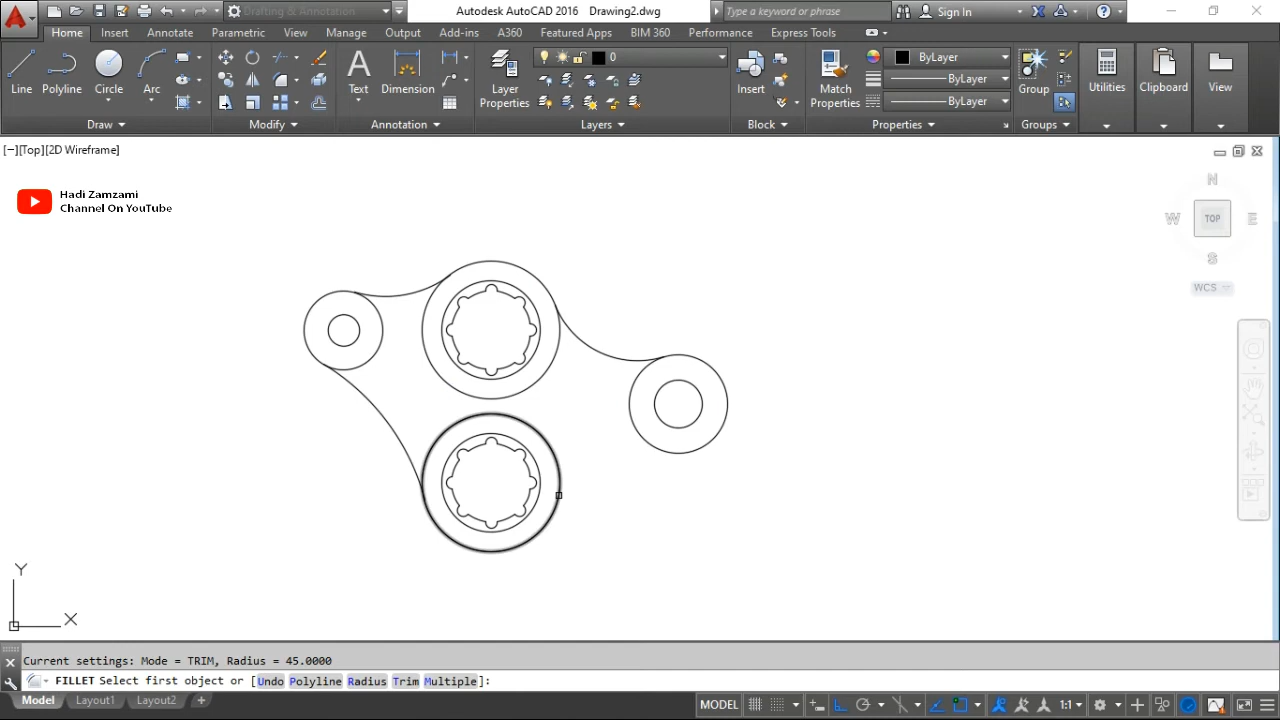 Drafting & Annotation
Autodesk AutoCAD 2016 Drawing2.dwg
Type a keyword or phrase
Sign In
Home Insert Annotate Parametric View Manage Output Add-ins A360 Featured Apps BIM 360 Performance Express Tools
0
ByLayer
ByLayer
ByLayer
Line Polyline Circle Arc Text Dimension Layer Properties Insert Match Properties Group Utilities Clipboard View
Draw Modify Annotation Layers Block Properties Groups
[−][Top][2D Wireframe]
Hadi Zamzami
Channel On YouTube
N
W TOP E
S
WCS
Y
X
Current settings: Mode = TRIM, Radius = 45.0000
FILLET Select first object or [Undo Polyline Radius Trim Multiple]:
Model Layout1 Layout2 +
MODEL 1:1